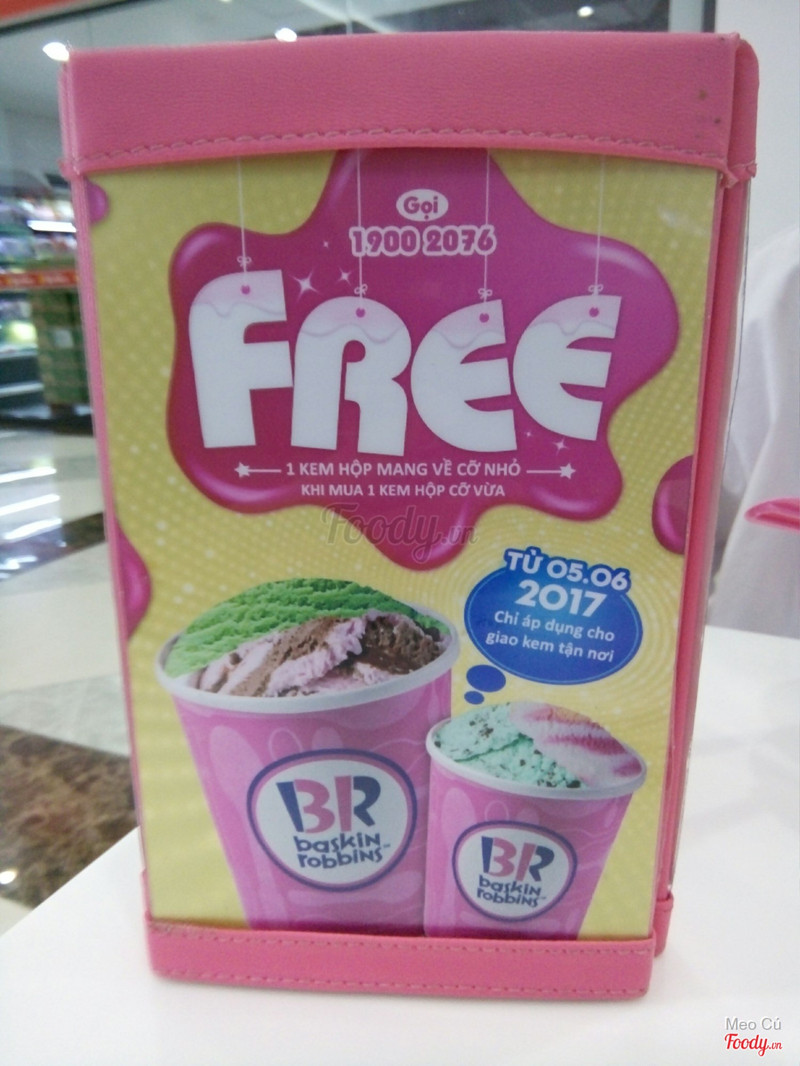 Gọi
1900 2076
FREE
1 KEM HỘP MANG VỀ CỠ NHỎ
KHI MUA 1 KEM HỘP CỠ VỪA
Foody.vn
TỪ 05.06
2017
Chỉ áp dụng cho
giao kem tận nơi
BR
baskin
robbins™
BR
baskin
robbins™
Meo Cú
Foody.vn